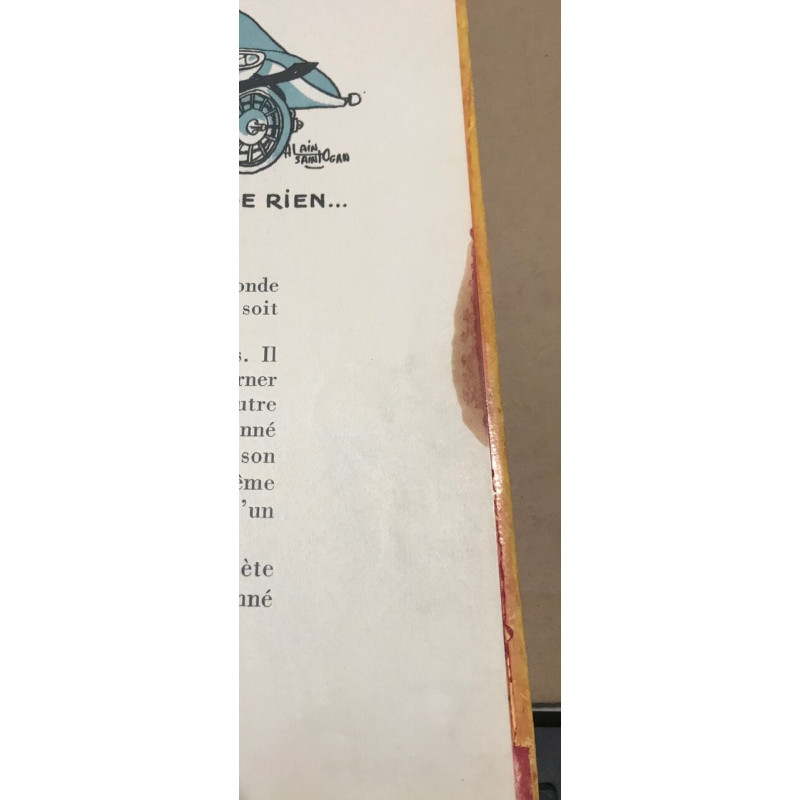 ALAIN
SAINT OGAN
E RiEN...
onde
soit
s. Il
rner
utre
nné
son
ême
'un
ète
nné